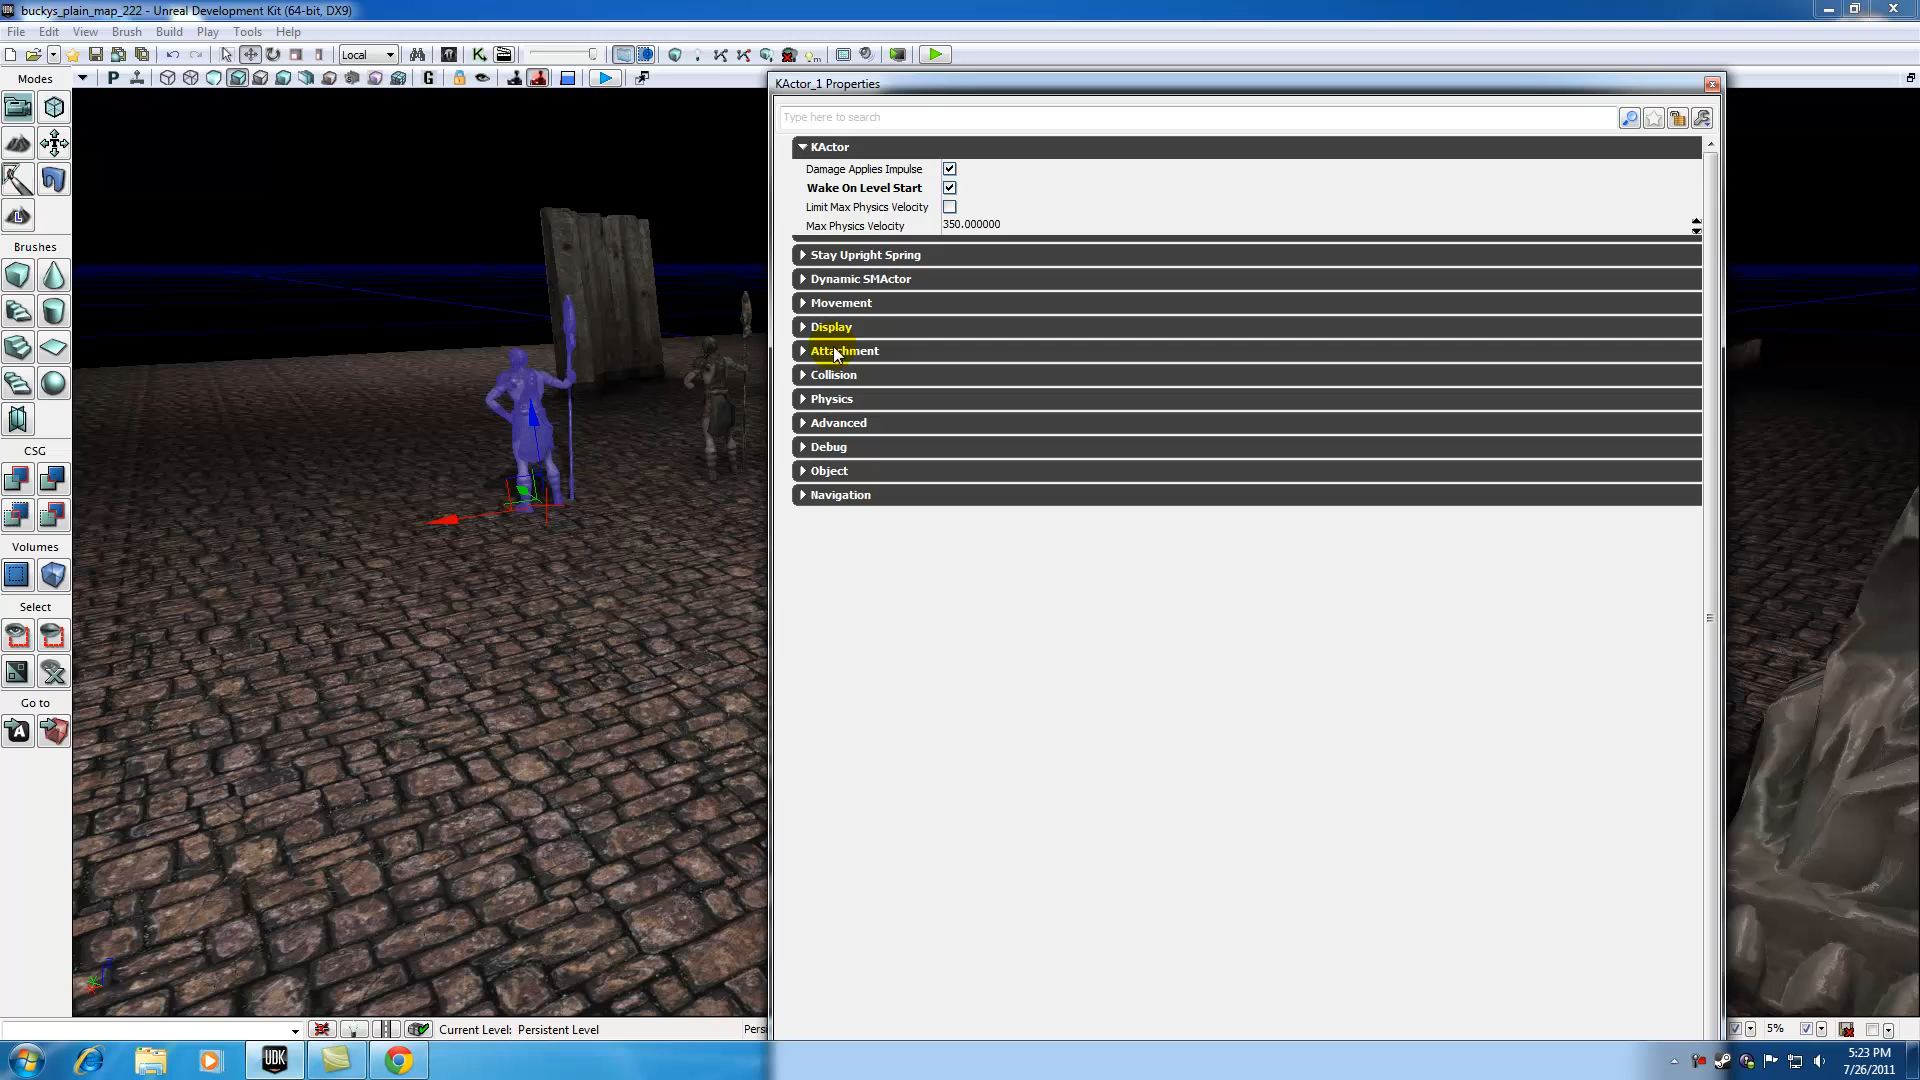 buckys_plain_map_222 - Unreal Development Kit (64-bit, DX9)
File Edit View Brush Build Play Tools Help
Local
Modes
P
G
KActor_1 Properties
Type here to search
KActor
Damage Applies Impulse
Wake On Level Start
Limit Max Physics Velocity
Max Physics Velocity 350.000000
Stay Upright Spring
Dynamic SMActor
Movement
Display
Attachment
Collision
Physics
Advanced
Debug
Object
Navigation
Brushes
CSG
Volumes
Select
Go to
Current Level: Persistent Level
Persi
5%
UDK
5:23 PM
7/26/2011